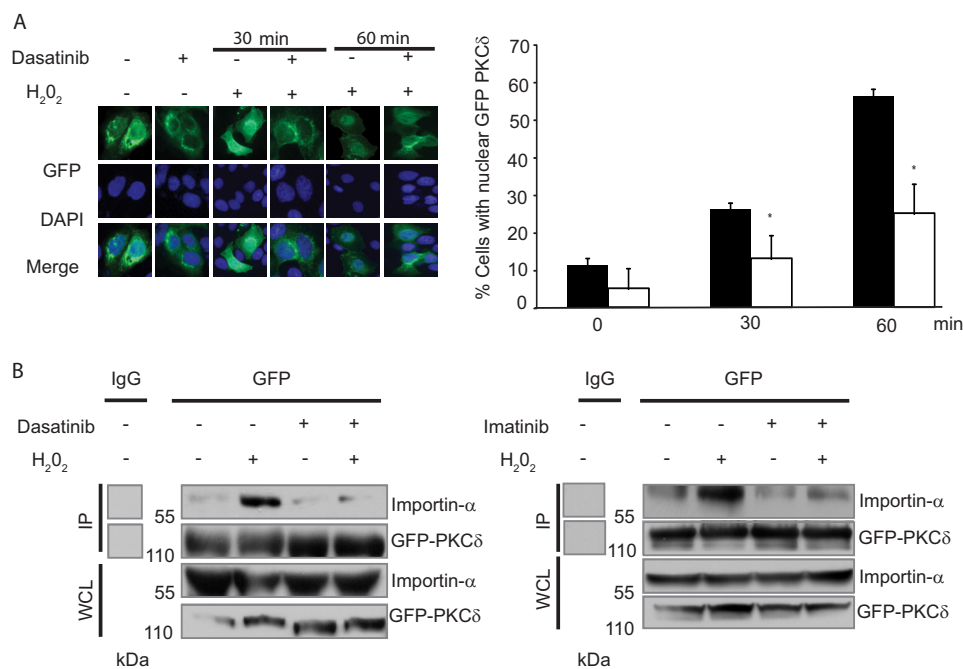 A
30 min 60 min
Dasatinib - + - + - +
H₂0₂ - - + + + +
GFP
DAPI
Merge
% Cells with nuclear GFP PKCδ
70
60
50
40
30
20
10
0
* *
0 30 60 min
B
IgG GFP
Dasatinib - - - + +
H₂0₂ - - + - +
IP
55 Importin-α
110 GFP-PKCδ
WCL
55 Importin-α
110 GFP-PKCδ
kDa
IgG GFP
Imatinib - - - + +
H₂0₂ - - + - +
IP
55 Importin-α
110 GFP-PKCδ
WCL
55 Importin-α
110 GFP-PKCδ
kDa